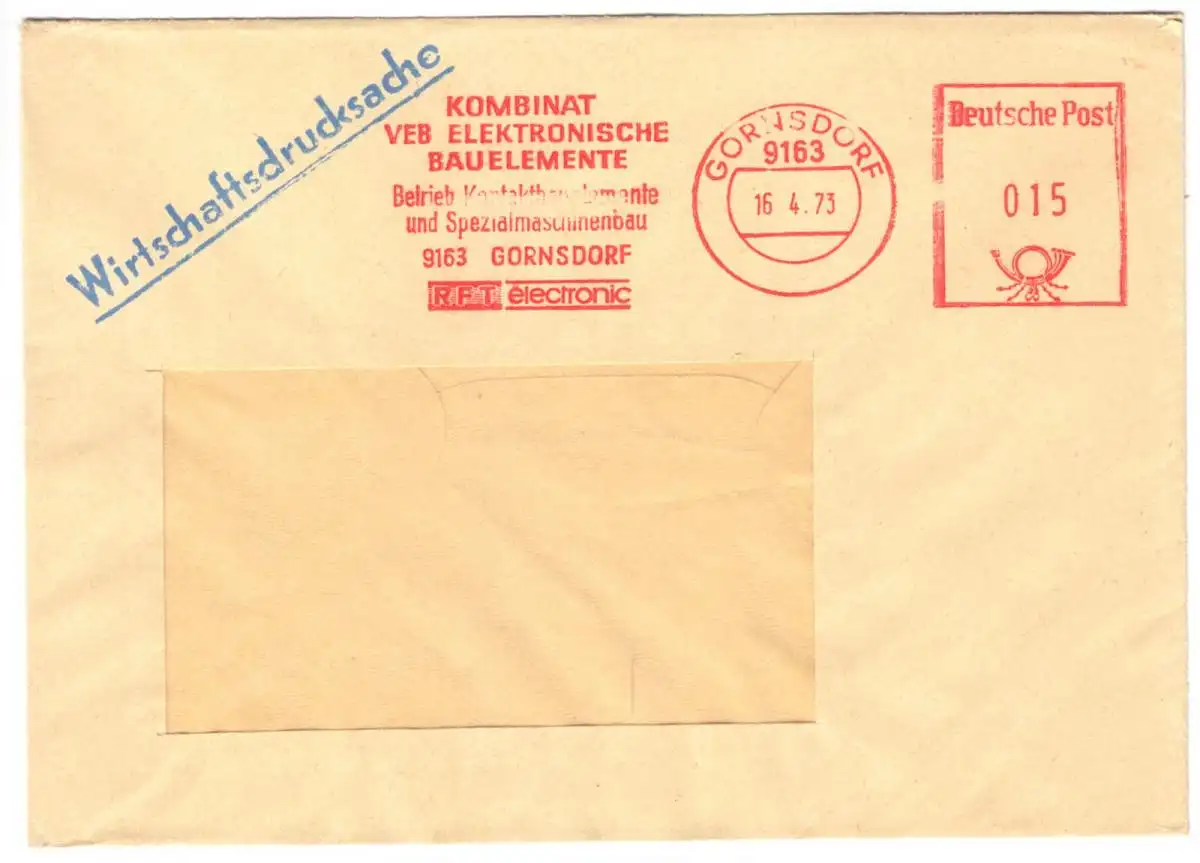 Wirtschaftsdrucksache
KOMBINAT
VEB ELEKTRONISCHE
BAUELEMENTE
Betrieb Kontaktbauelemente
und Spezialmaschinenbau
9163 GORNSDORF
RFT electronic
GORNSDORF
9163
16 4.73
Deutsche Post
015